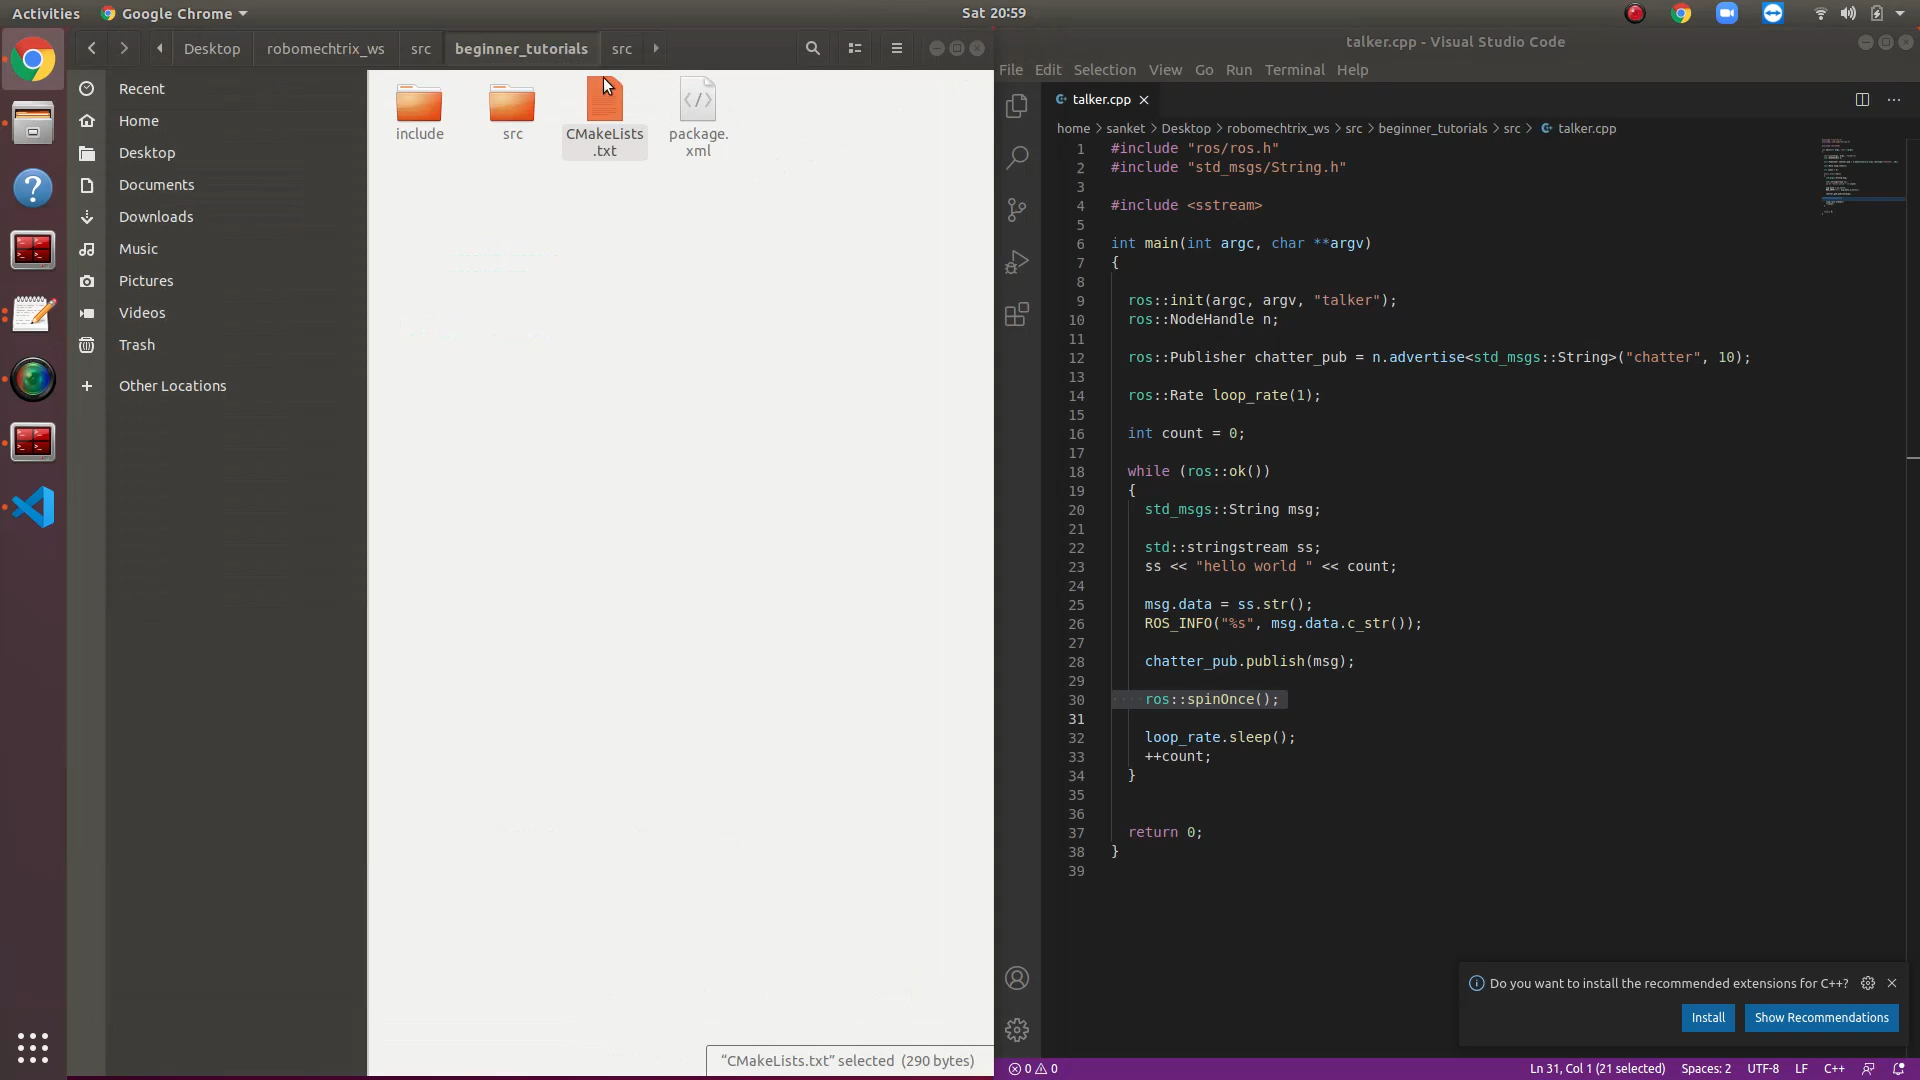 Activities
Google Chrome
Sat 20:59
Desktop
robomechtrix_ws
src
beginner_tutorials
src
Recent
Home
Desktop
Documents
Downloads
Music
Pictures
Videos
Trash
Other Locations
include
src
CMakeLists
.txt
package.
xml
"CMakeLists.txt" selected (290 bytes)
talker.cpp - Visual Studio Code
File Edit Selection View Go Run Terminal Help
talker.cpp
home > sanket > Desktop > robomechtrix_ws > src > beginner_tutorials > src > talker.cpp
1 #include "ros/ros.h"
2 #include "std_msgs/String.h"
3
4 #include <sstream>
5
6 int main(int argc, char **argv)
7 {
8
9 ros::init(argc, argv, "talker");
10 ros::NodeHandle n;
11
12 ros::Publisher chatter_pub = n.advertise<std_msgs::String>("chatter", 10);
13
14 ros::Rate loop_rate(1);
15
16 int count = 0;
17
18 while (ros::ok())
19 {
20 std_msgs::String msg;
21
22 std::stringstream ss;
23 ss << "hello world " << count;
24
25 msg.data = ss.str();
26 ROS_INFO("%s", msg.data.c_str());
27
28 chatter_pub.publish(msg);
29
30 ros::spinOnce();
31
32 loop_rate.sleep();
33 ++count;
34 }
35
36
37 return 0;
38 }
39
Do you want to install the recommended extensions for C++?
Install
Show Recommendations
0 0
Ln 31, Col 1 (21 selected) Spaces: 2 UTF-8 LF C++